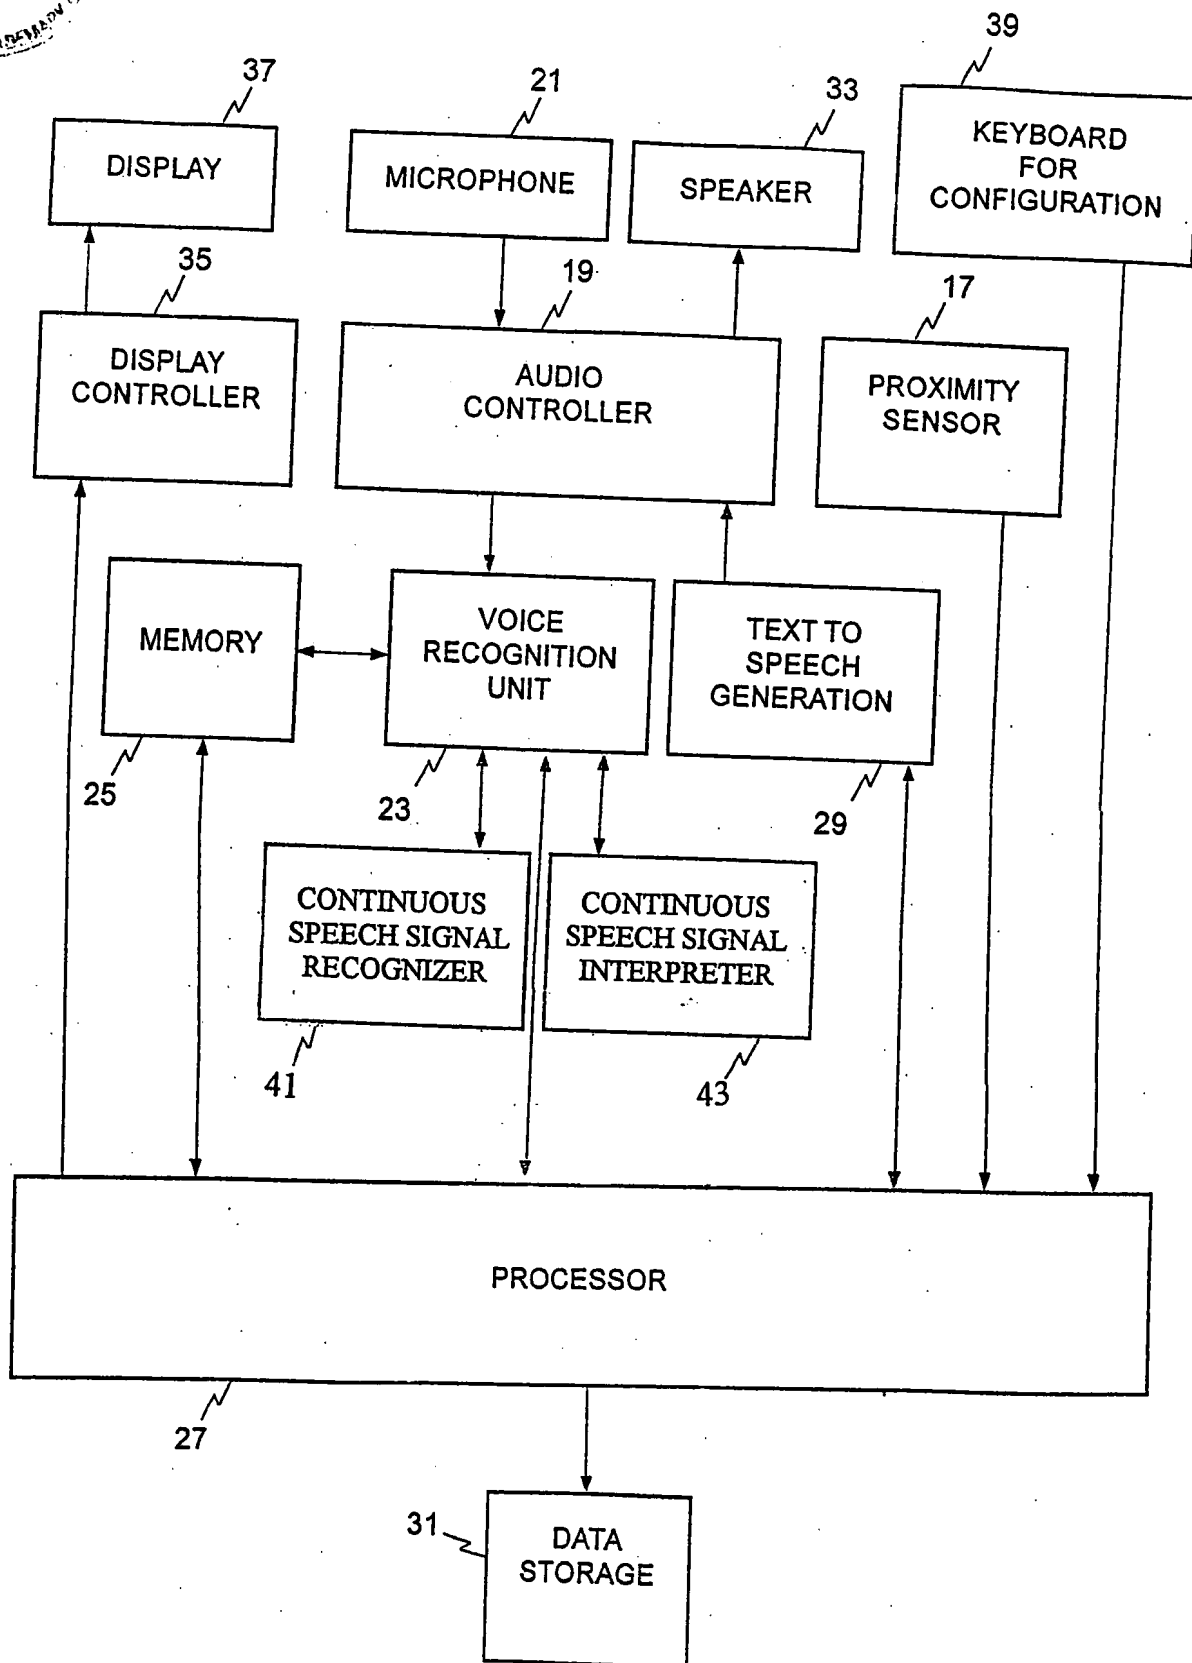 39
37
21
33
DISPLAY
MICROPHONE
SPEAKER
KEYBOARD
FOR
CONFIGURATION
35
19
17
DISPLAY
CONTROLLER
AUDIO
CONTROLLER
PROXIMITY
SENSOR
MEMORY
VOICE
RECOGNITION
UNIT
TEXT TO
SPEECH
GENERATION
25
23
29
CONTINUOUS
SPEECH SIGNAL
RECOGNIZER
CONTINUOUS
SPEECH SIGNAL
INTERPRETER
41
43
PROCESSOR
27
31
DATA
STORAGE